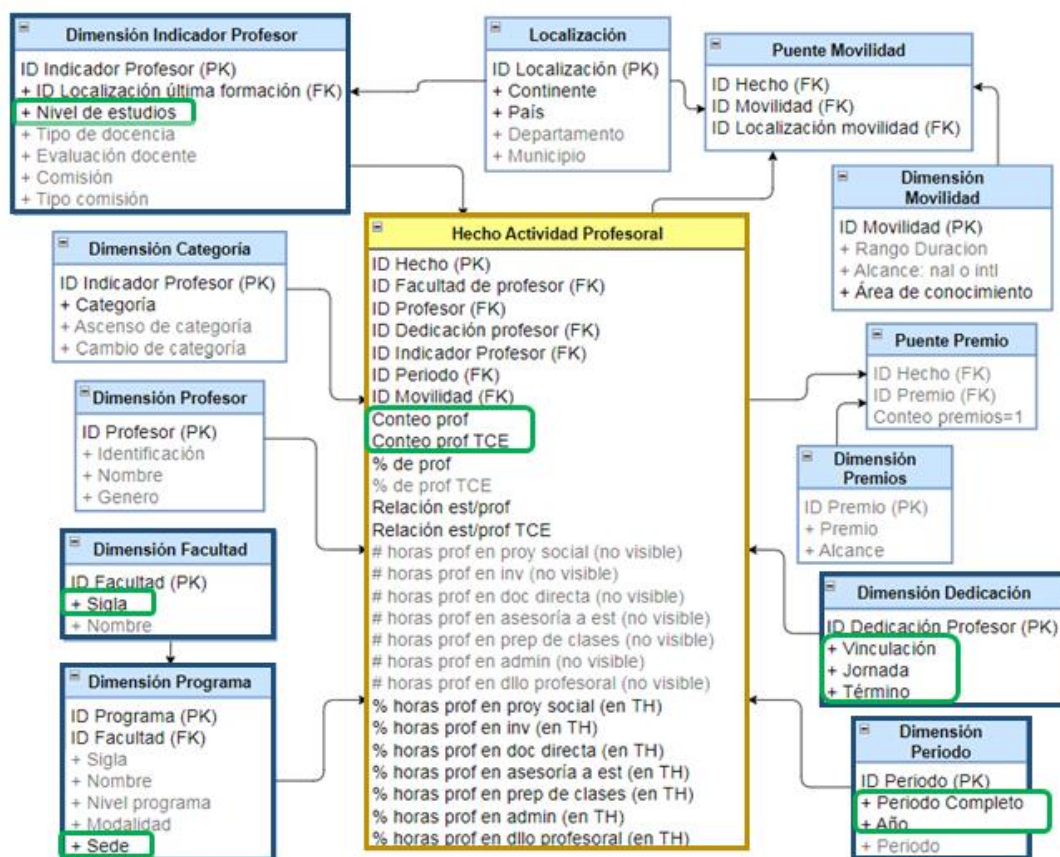 Dimensión Indicador Profesor
ID Indicador Profesor (PK)
+ ID Localización última formación (FK)
+ Nivel de estudios
+ Tipo de docencia
+ Evaluación docente
+ Comisión
+ Tipo comisión
Localización
ID Localización (PK)
+ Continente
+ País
+ Departamento
+ Municipio
Puente Movilidad
ID Hecho (FK)
ID Movilidad (FK)
ID Localización movilidad (FK)
Dimensión
Movilidad
ID Movilidad (PK)
+ Rango Duracion
+ Alcance: nal o intl
+ Área de conocimiento
Dimensión Categoría
ID Indicador Profesor (PK)
+ Categoría
+ Ascenso de categoría
+ Cambio de categoría
Hecho Actividad Profesoral
ID Hecho (PK)
ID Facultad de profesor (FK)
ID Profesor (FK)
ID Dedicación profesor (FK)
ID Indicador Profesor (FK)
ID Periodo (FK)
ID Movilidad (FK)
Conteo prof
Conteo prof TCE
% de prof
% de prof TCE
Relación est/prof
Relación est/prof TCE
# horas prof en proy social (no visible)
# horas prof en inv (no visible)
# horas prof en doc directa (no visible)
# horas prof en asesoría a est (no visible)
# horas prof en prep de clases (no visible)
# horas prof en admin (no visible)
# horas prof en dllo profesoral (no visible)
% horas prof en proy social (en TH)
% horas prof en inv (en TH)
% horas prof en doc directa (en TH)
% horas prof en asesoría a est (en TH)
% horas prof en prep de clases (en TH)
% horas prof en admin (en TH)
% horas prof en dllo profesoral (en TH)
Puente Premio
ID Hecho (FK)
ID Premio (FK)
Conteo premios=1
Dimensión Profesor
ID Profesor (PK)
+ Identificación
+ Nombre
+ Genero
Dimensión
Premios
ID Premio (PK)
+ Premio
+ Alcance
Dimensión Facultad
ID Facultad (PK)
+ Sigla
+ Nombre
Dimensión Dedicación
ID Dedicación Profesor (PK)
+ Vinculación
+ Jornada
+ Término
Dimensión Programa
ID Programa (PK)
ID Facultad (FK)
+ Sigla
+ Nombre
+ Nivel programa
+ Modalidad
+ Sede
Dimensión
Periodo
ID Periodo (PK)
+ Periodo Completo
+ Año
+ Periodo